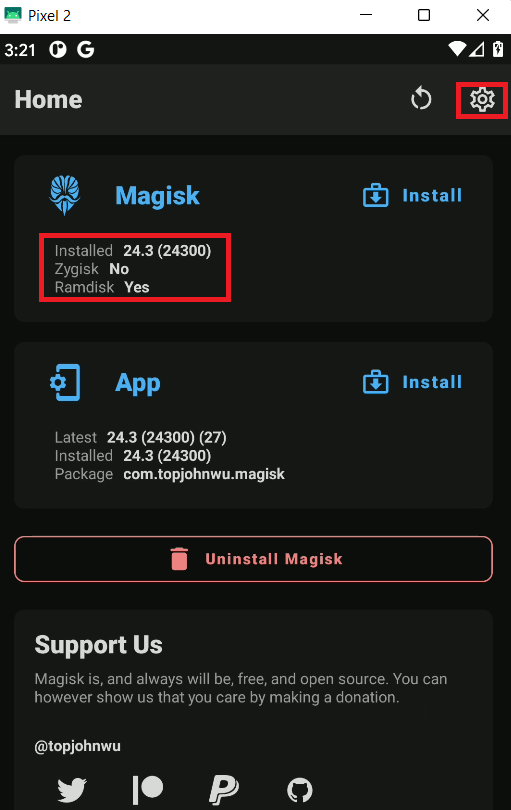 Pixel 2
3:21
Home
Magisk
Install
Installed 24.3 (24300)
Zygisk No
Ramdisk Yes
App
Install
Latest 24.3 (24300) (27)
Installed 24.3 (24300)
Package com.topjohnwu.magisk
Uninstall Magisk
Support Us
Magisk is, and always will be, free, and open source. You can
however show us that you care by making a donation.
@topjohnwu